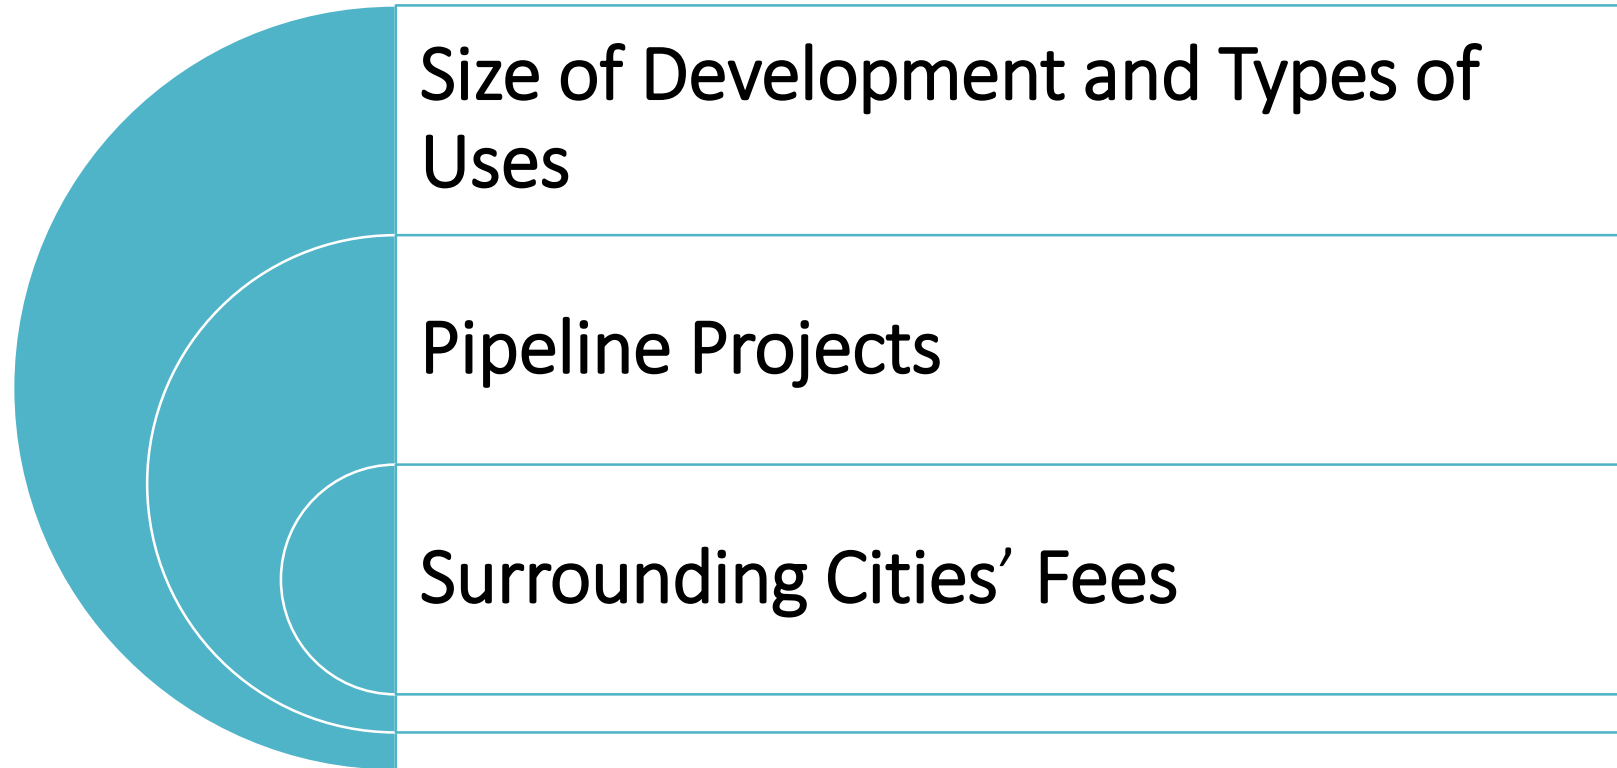 Size of Development and Types of
Uses
Pipeline Projects
Surrounding Cities’ Fees